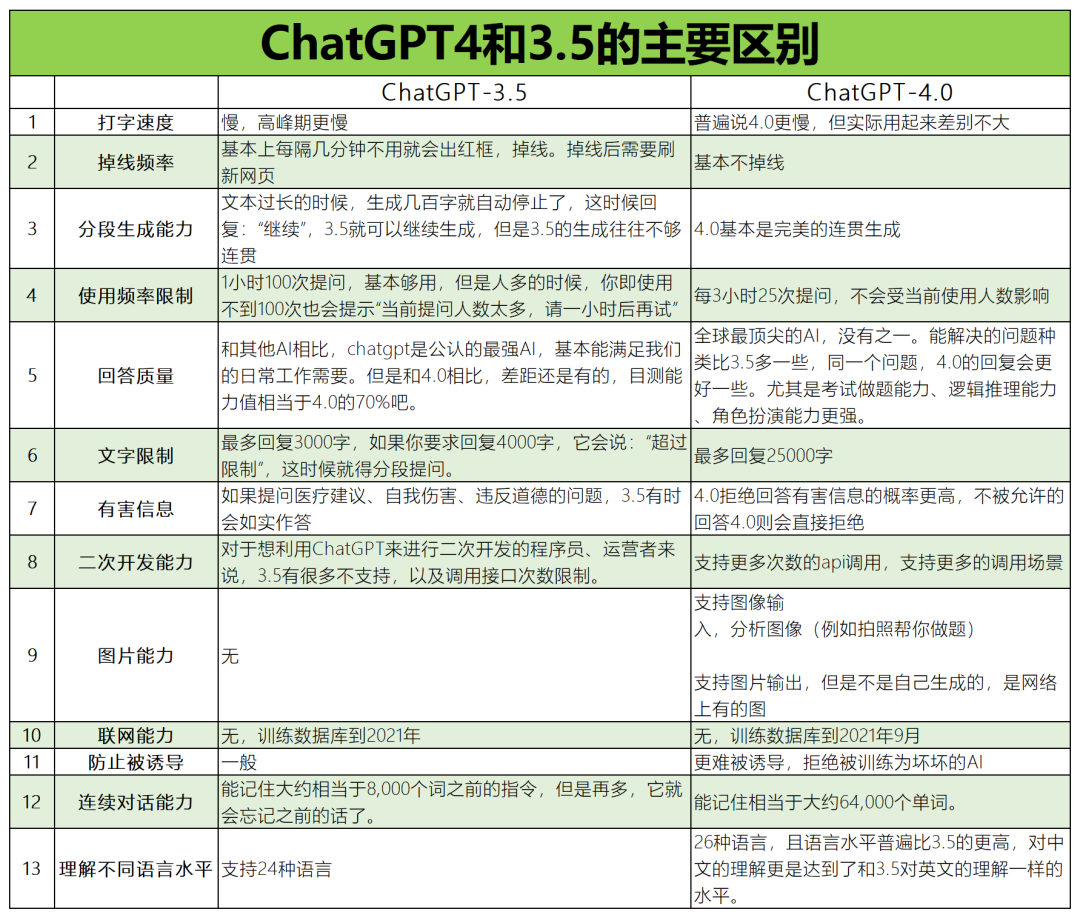 ChatGPT4和3.5的主要区别
ChatGPT-3.5 ChatGPT-4.0
1 打字速度 慢，高峰期更慢 普遍说4.0更慢，但实际用起来差别不大
2 掉线频率 基本上每隔几分钟不用就会出红框，掉线。掉线后需要刷
新网页 基本不掉线
3 分段生成能力 文本过长的时候，生成几百字就自动停止了，这时候回
复：“继续”，3.5就可以继续生成，但是3.5的生成往往不够
连贯 4.0基本是完美的连贯生成
4 使用频率限制 1小时100次提问，基本够用，但是人多的时候，你即使用
不到100次也会提示“当前提问人数太多，请一小时后再试” 每3小时25次提问，不会受当前使用人数影响
5 回答质量 和其他AI相比，chatgpt是公认的最强AI，基本能满足我们
的日常工作需要。但是和4.0相比，差距还是有的，目测能
力值相当于4.0的70%吧。
全球最顶尖的AI，没有之一。能解决的问题种
类比3.5多一些，同一个问题，4.0的回复会更
好一些。尤其是考试做题能力、逻辑推理能力
、角色扮演能力更强。
6 文字限制 最多回复3000字，如果你要求回复4000字，它会说：“超过
限制”，这时候就得分段提问。 最多回复25000字
7 有害信息 如果提问医疗建议、自我伤害、违反道德的问题，3.5有时
会如实作答
4.0拒绝回答有害信息的概率更高，不被允许的
回答4.0则会直接拒绝
8 二次开发能力 对于想利用ChatGPT来进行二次开发的程序员、运营者来
说，3.5有很多不支持，以及调用接口次数限制。 支持更多次数的api调用，支持更多的调用场景
9 图片能力 无
支持图像输
入，分析图像（例如拍照帮你做题）
支持图片输出，但是不是自己生成的，是网络
上有的图
10 联网能力 无，训练数据库到2021年 无，训练数据库到2021年9月
11 防止被诱导 一般 更难被诱导，拒绝被训练为坏坏的AI
12 连续对话能力 能记住大约相当于8,000个词之前的指令，但是再多，它就
会忘记之前的话了。 能记住相当于大约64,000个单词。
13 理解不同语言水平 支持24种语言
26种语言，且语言水平普遍比3.5的更高，对中
文的理解更是达到了和3.5对英文的理解一样的
水平。